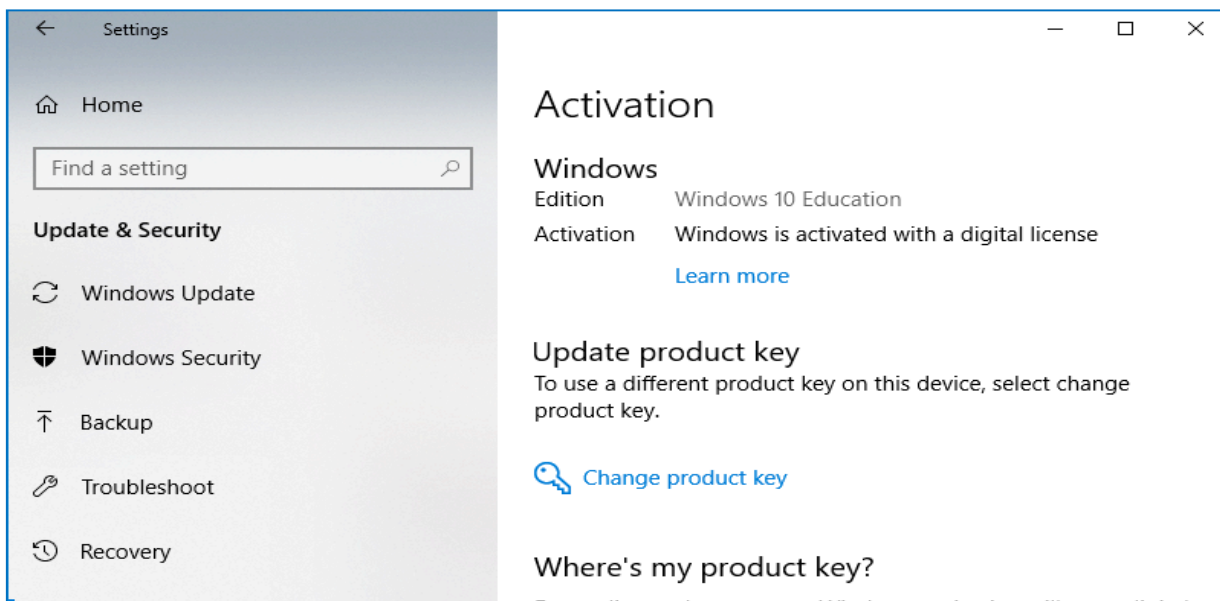 Settings
Home
Find a setting
Update & Security
Windows Update
Windows Security
Backup
Troubleshoot
Recovery
Activation
Windows
Edition Windows 10 Education
Activation Windows is activated with a digital license
Learn more
Update product key
To use a different product key on this device, select change
product key.
Change product key
Where's my product key?